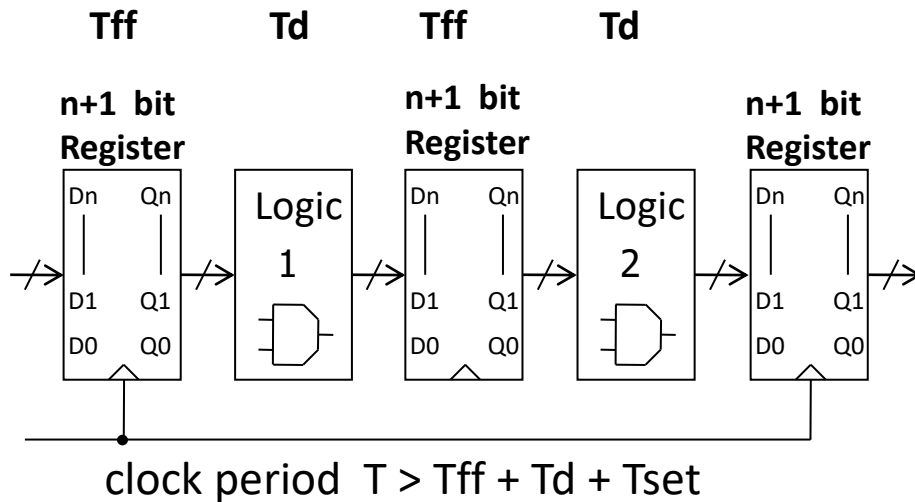 Tff Td Tff Td
n+1 bit
Register
n+1 bit
Register
n+1 bit
Register
Dn Qn
D1 Q1
D0 Q0
Logic
1
Dn Qn
D1 Q1
D0 Q0
Logic
2
Dn Qn
D1 Q1
D0 Q0
clock period T > Tff + Td + Tset